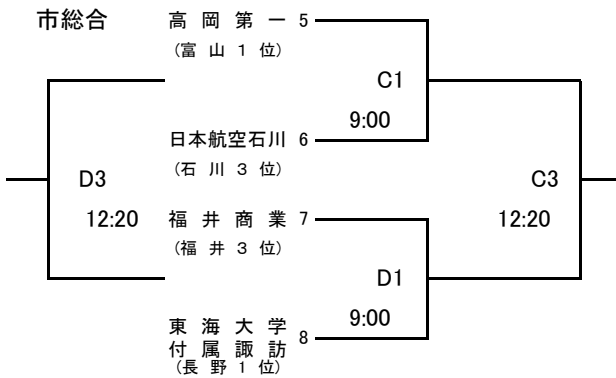 市総合
高岡第一 5
(富山1位)
C1
9:00
日本航空石川 6
(石川3位)
D3
12:20
C3
12:20
福井商業 7
(福井3位)
D1
9:00
東海大学
付属諏訪 8
(長野1位)